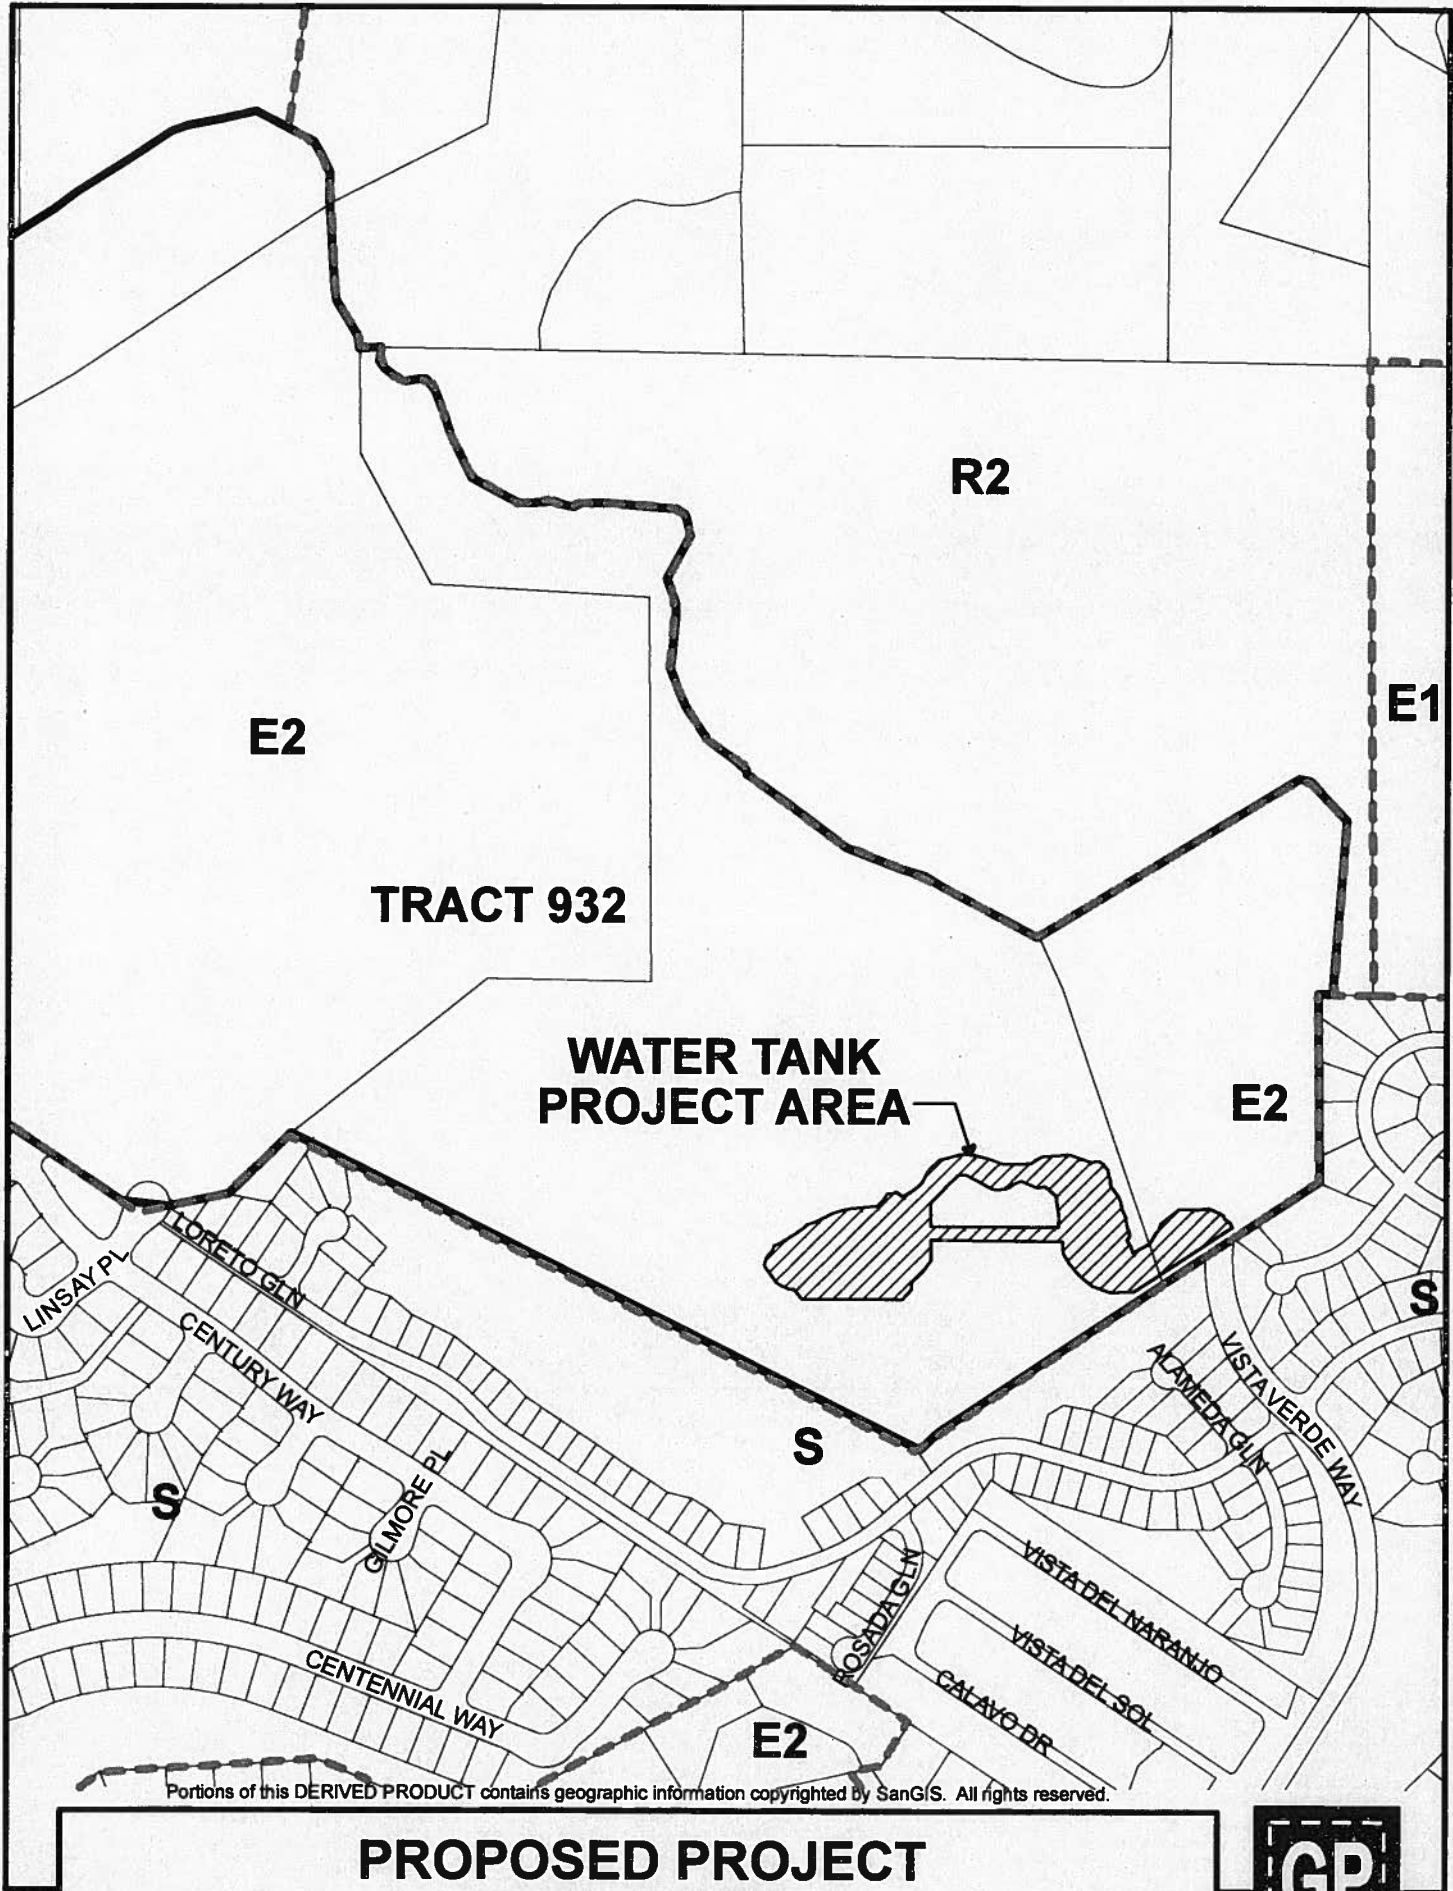 R2
E1
E2
TRACT 932
WATER TANK
PROJECT AREA
E2
LORETO GLN
LINSAY PL
CENTURY WAY
S
ALAMEDA GLN
VISTA VERDE WAY
S
S
GILMORE PL
ROSADA GLN
VISTA DEL NARANJO
VISTA DEL SOL
CALAVO DR
CENTENNIAL WAY
E2
Portions of this DERIVED PRODUCT contains geographic information copyrighted by SanGIS. All rights reserved.
PROPOSED PROJECT
GP